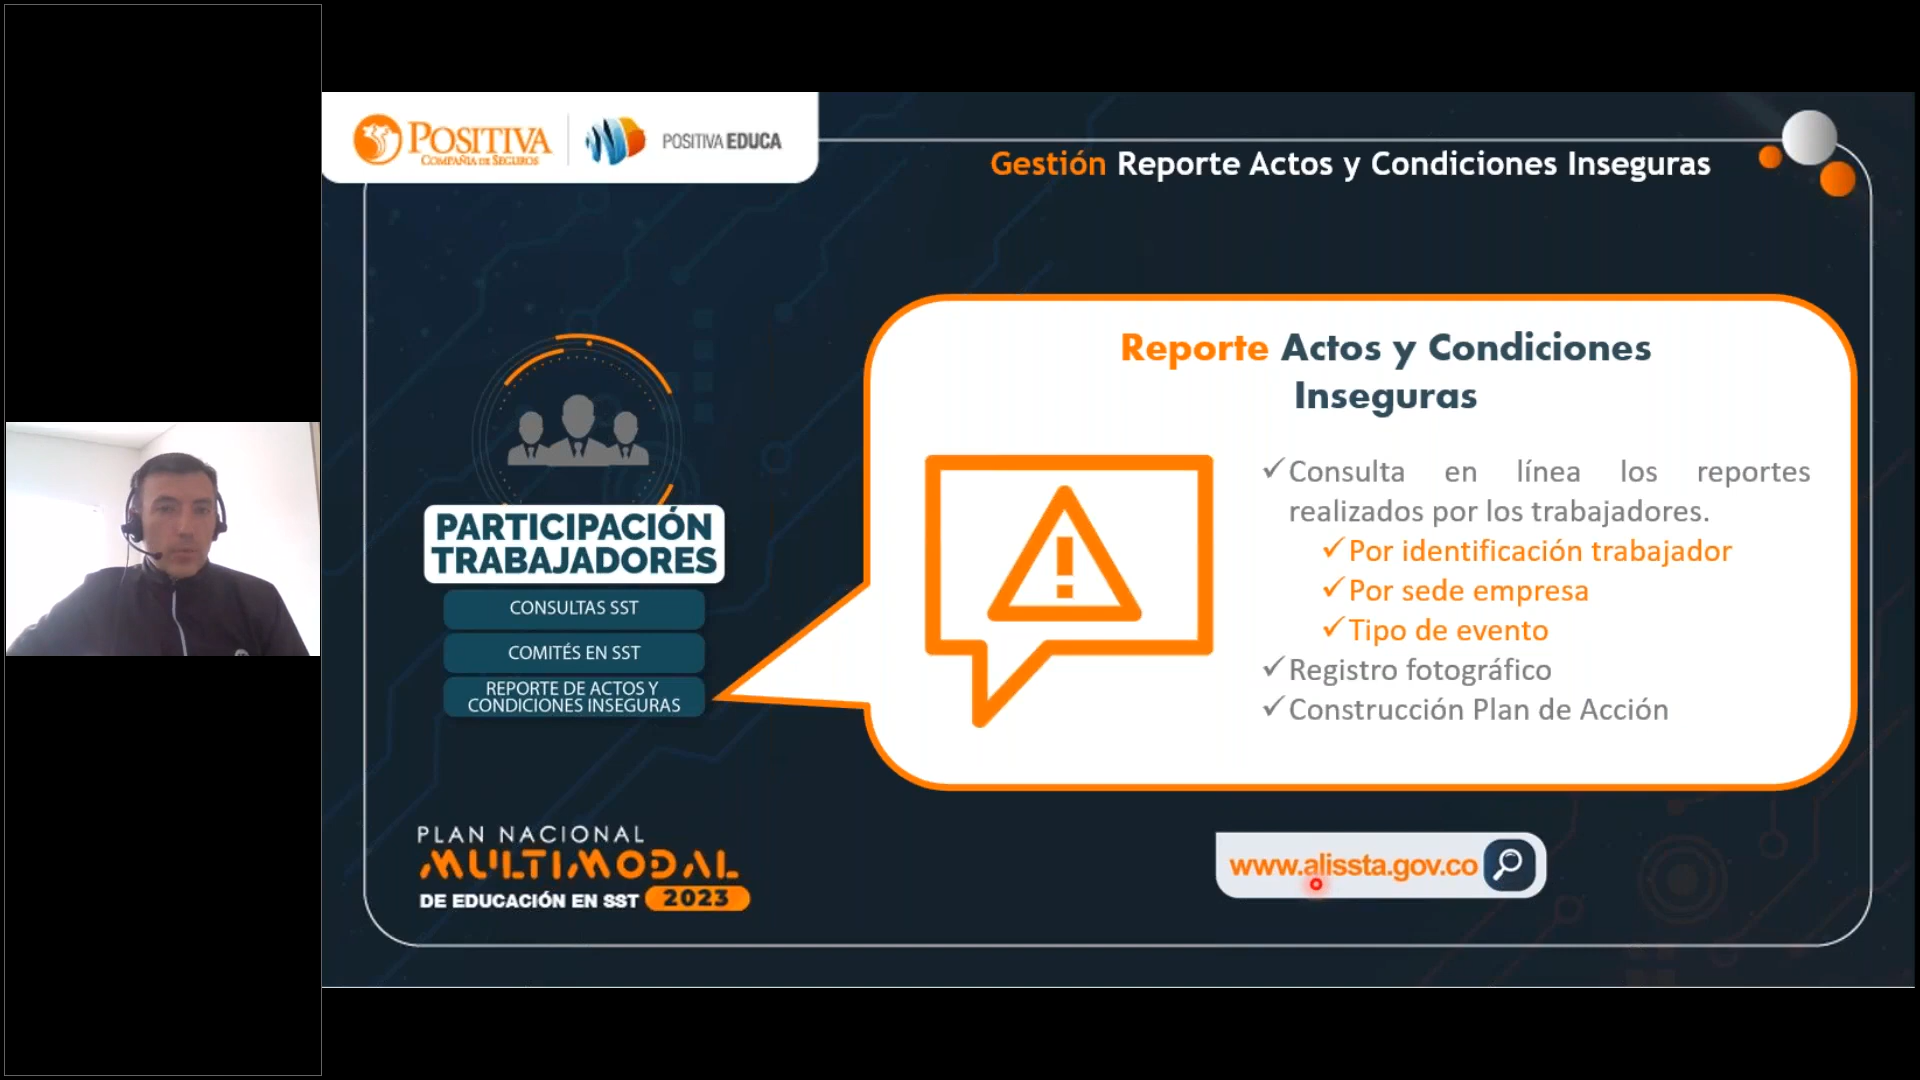 POSITIVA
COMPAÑÍA DE SEGUROS
POSITIVA EDUCA
Gestión Reporte Actos y Condiciones Inseguras
PARTICIPACIÓN
TRABAJADORES
CONSULTAS SST
COMITÉS EN SST
REPORTE DE ACTOS Y
CONDICIONES INSEGURAS
Reporte Actos y Condiciones
Inseguras
✓Consulta en línea los reportes
realizados por los trabajadores.
✓Por identificación trabajador
✓Por sede empresa
✓Tipo de evento
✓Registro fotográfico
✓Construcción Plan de Acción
PLAN NACIONAL
MULTIMODAL
DE EDUCACIÓN EN SST 2023
www.alissta.gov.co